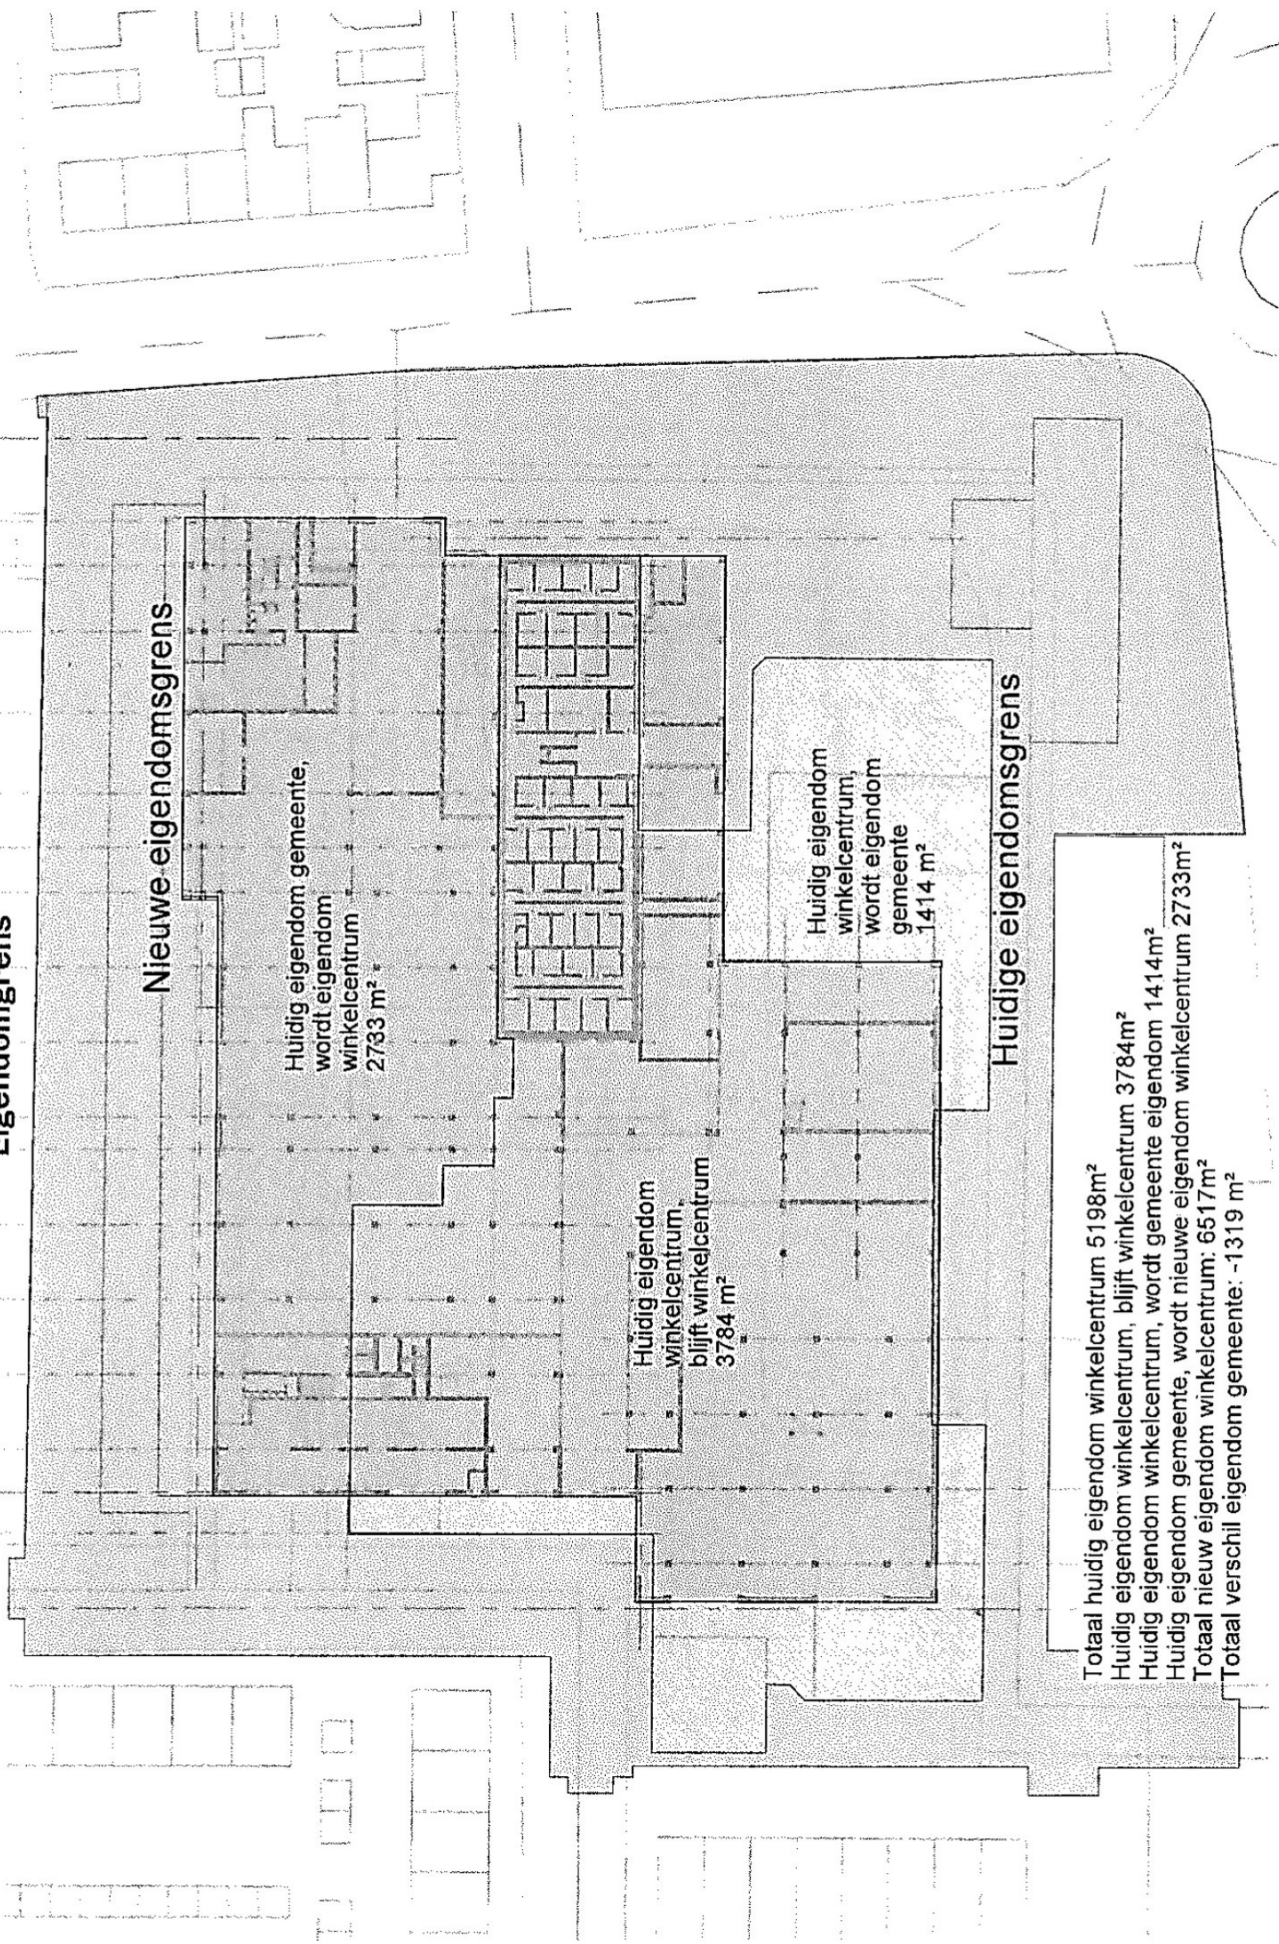 Eigendomgrens
Nieuwe eigendomsgrens
Huidig eigendom gemeente,
wordt eigendom
winkelcentrum
2733 m²
Huidig eigendom
winkelcentrum,
wordt eigendom
gemeente
1414 m²
Huidig eigendom
winkelcentrum,
blijft winkelcentrum
3784 m²
Huidige eigendomsgrens
Totaal huidig eigendom winkelcentrum 5198m²
Huidig eigendom winkelcentrum, blijft winkelcentrum 3784m²
Huidig eigendom winkelcentrum, wordt gemeente eigendom 1414m²
Huidig eigendom gemeente, wordt nieuwe eigendom winkelcentrum 2733m²
Totaal nieuw eigendom winkelcentrum: 6517m²
Totaal verschil eigendom gemeente: -1319 m²